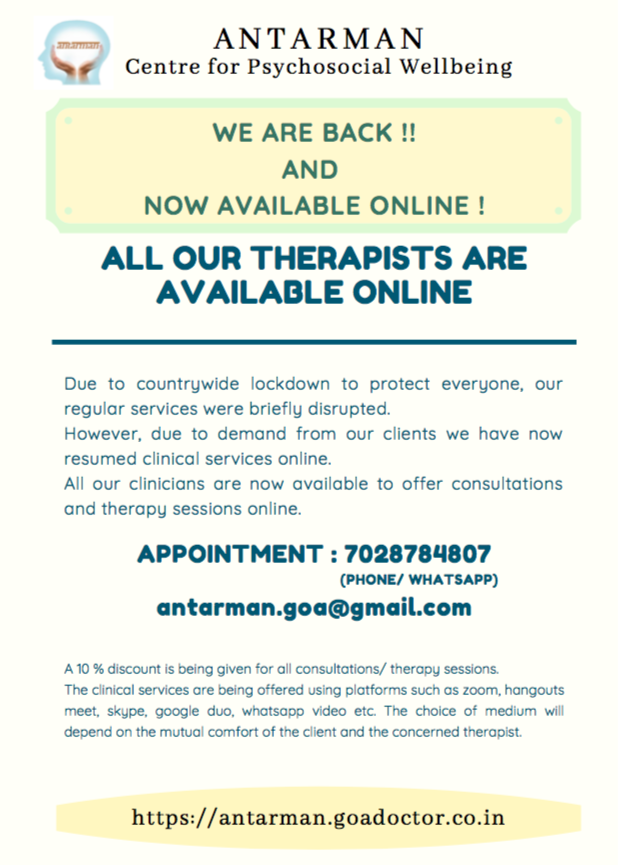 antarman
ANTARMAN
Centre for Psychosocial Wellbeing
WE ARE BACK !!
AND
NOW AVAILABLE ONLINE !
ALL OUR THERAPISTS ARE
AVAILABLE ONLINE
Due to countrywide lockdown to protect everyone, our
regular services were briefly disrupted.
However, due to demand from our clients we have now
resumed clinical services online.
All our clinicians are now available to offer consultations
and therapy sessions online.
APPOINTMENT : 7028784807
(PHONE/ WHATSAPP)
antarman.goa@gmail.com
A 10 % discount is being given for all consultations/ therapy sessions.
The clinical services are being offered using platforms such as zoom, hangouts
meet, skype, google duo, whatsapp video etc. The choice of medium will
depend on the mutual comfort of the client and the concerned therapist.
https://antarman.goadoctor.co.in